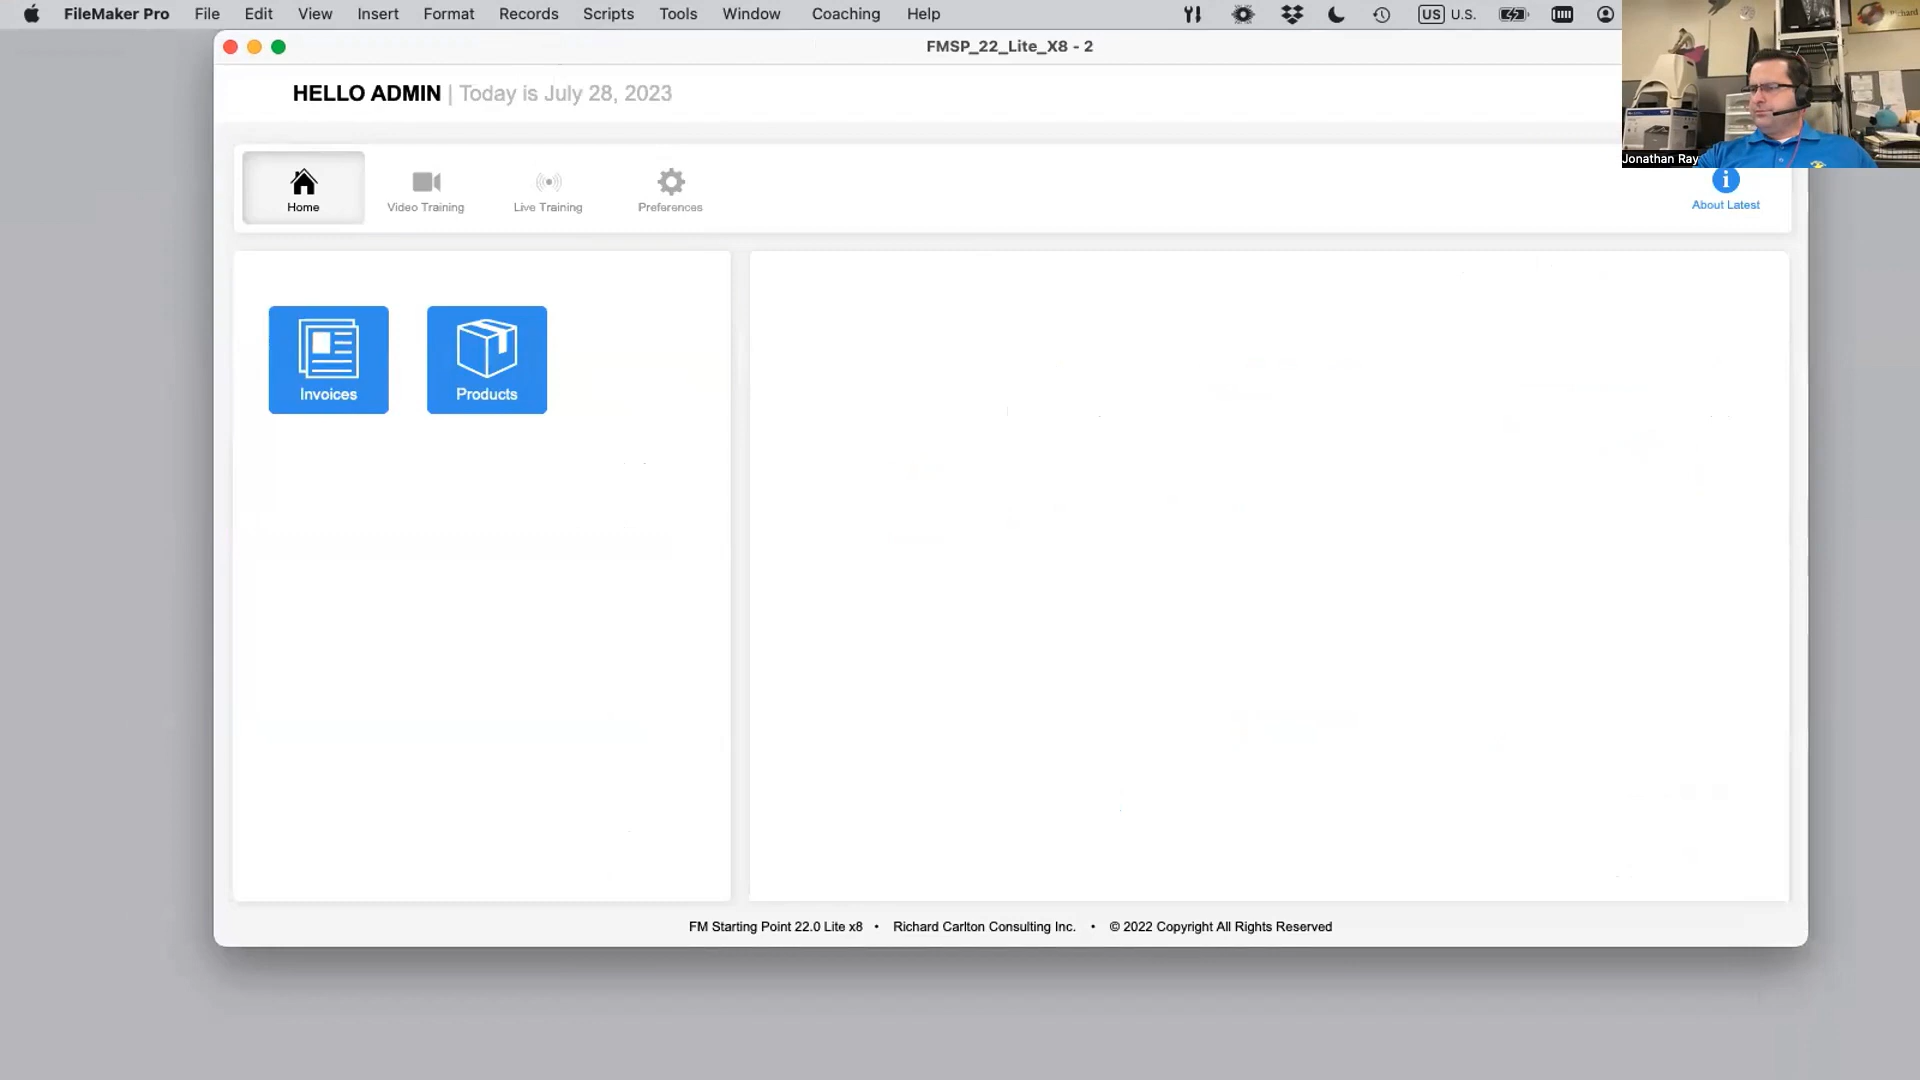 FileMaker Pro File Edit View Insert Format Records Scripts Tools Window Coaching Help US U.S.
FMSP_22_Lite_X8 - 2
HELLO ADMIN | Today is July 28, 2023
Jonathan Ray
Home Video Training Live Training Preferences
About Latest
Invoices Products
FM Starting Point 22.0 Lite x8 • Richard Carlton Consulting Inc. • © 2022 Copyright All Rights Reserved